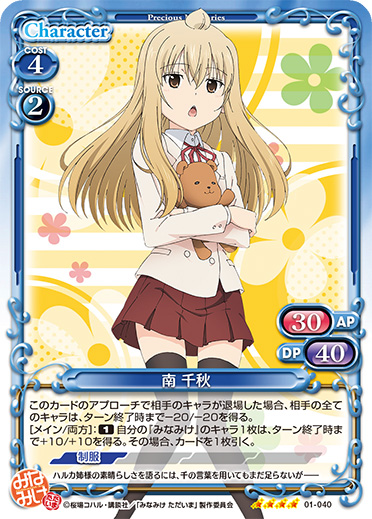 Precious Memories
Character
COST
4
SOURCE
2
30 AP
DP 40
南 千秋
このカードのアプローチで相手のキャラが退場した場合、相手の全て
のキャラは、ターン終了時まで-20/-20を得る。
[メイン/両方]:1 自分の「みなみけ」のキャラ1枚は、ターン終了時ま
で+10/+10を得る。その場合、カードを1枚引く。
制服
ハルカ姉様の素晴らしさを語るには、千の言葉を用いてもまだ足らないが――
みなみけ
©桜場コハル・講談社/「みなみけ ただいま」製作委員会
01-040